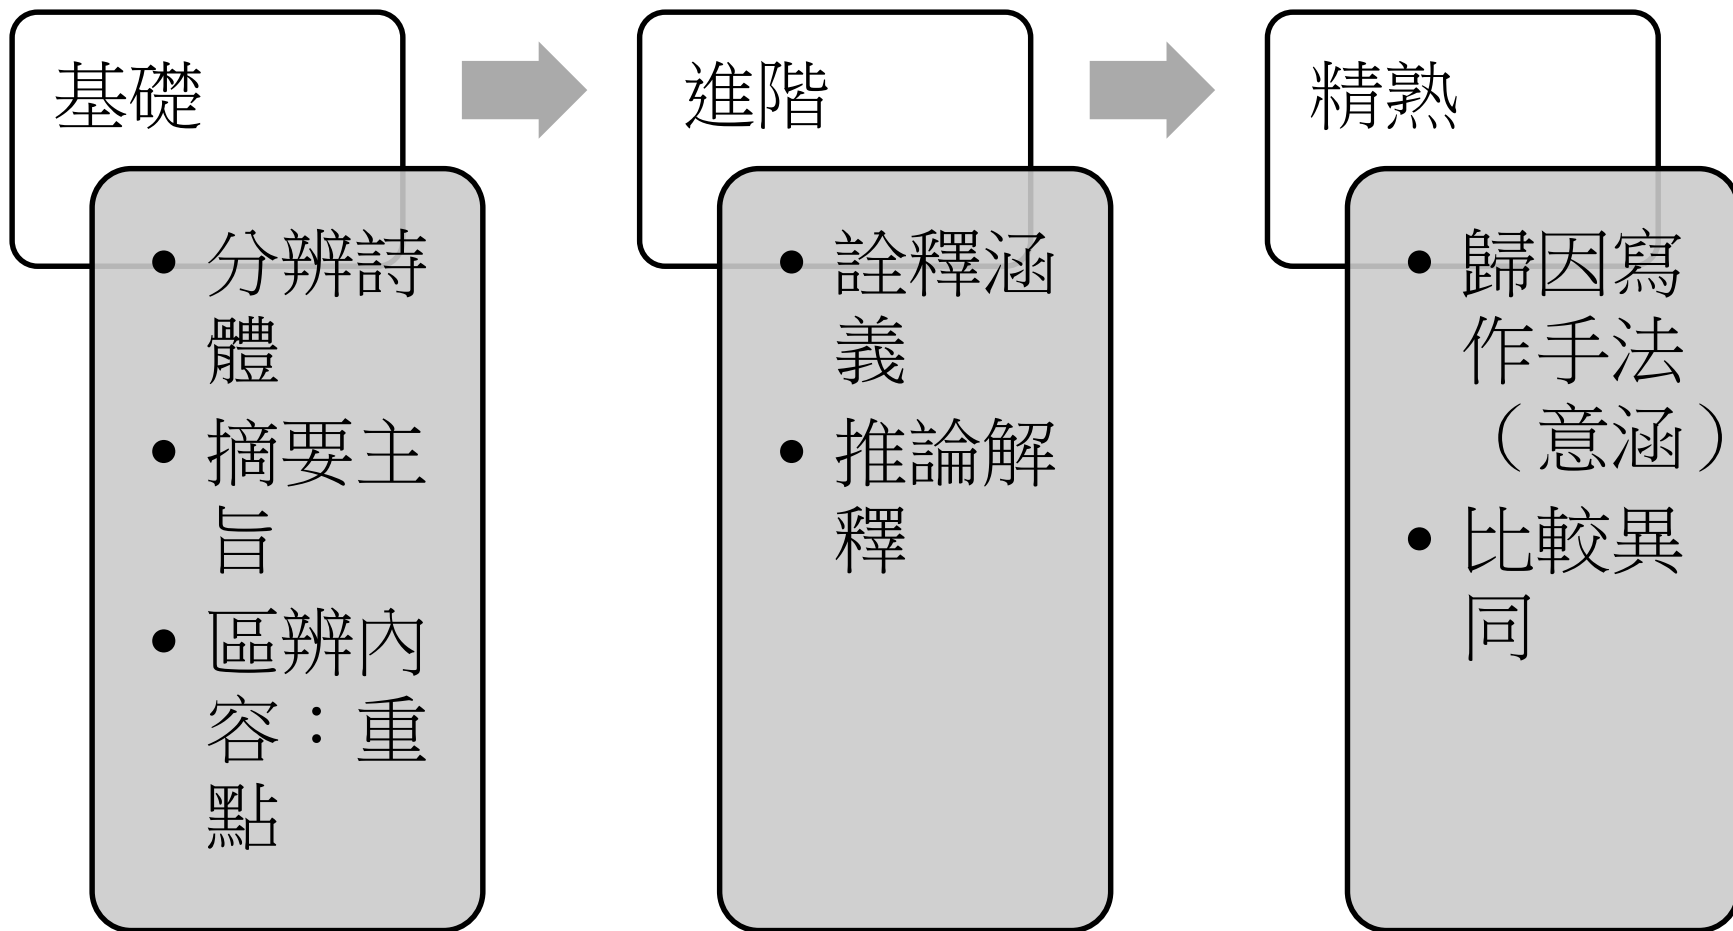 基礎
分辨詩
體
摘要主
旨
區辨內
容：重
點
進階
詮釋涵
義
推論解
釋
精熟
歸因寫
作手法
（意涵）
比較異
同